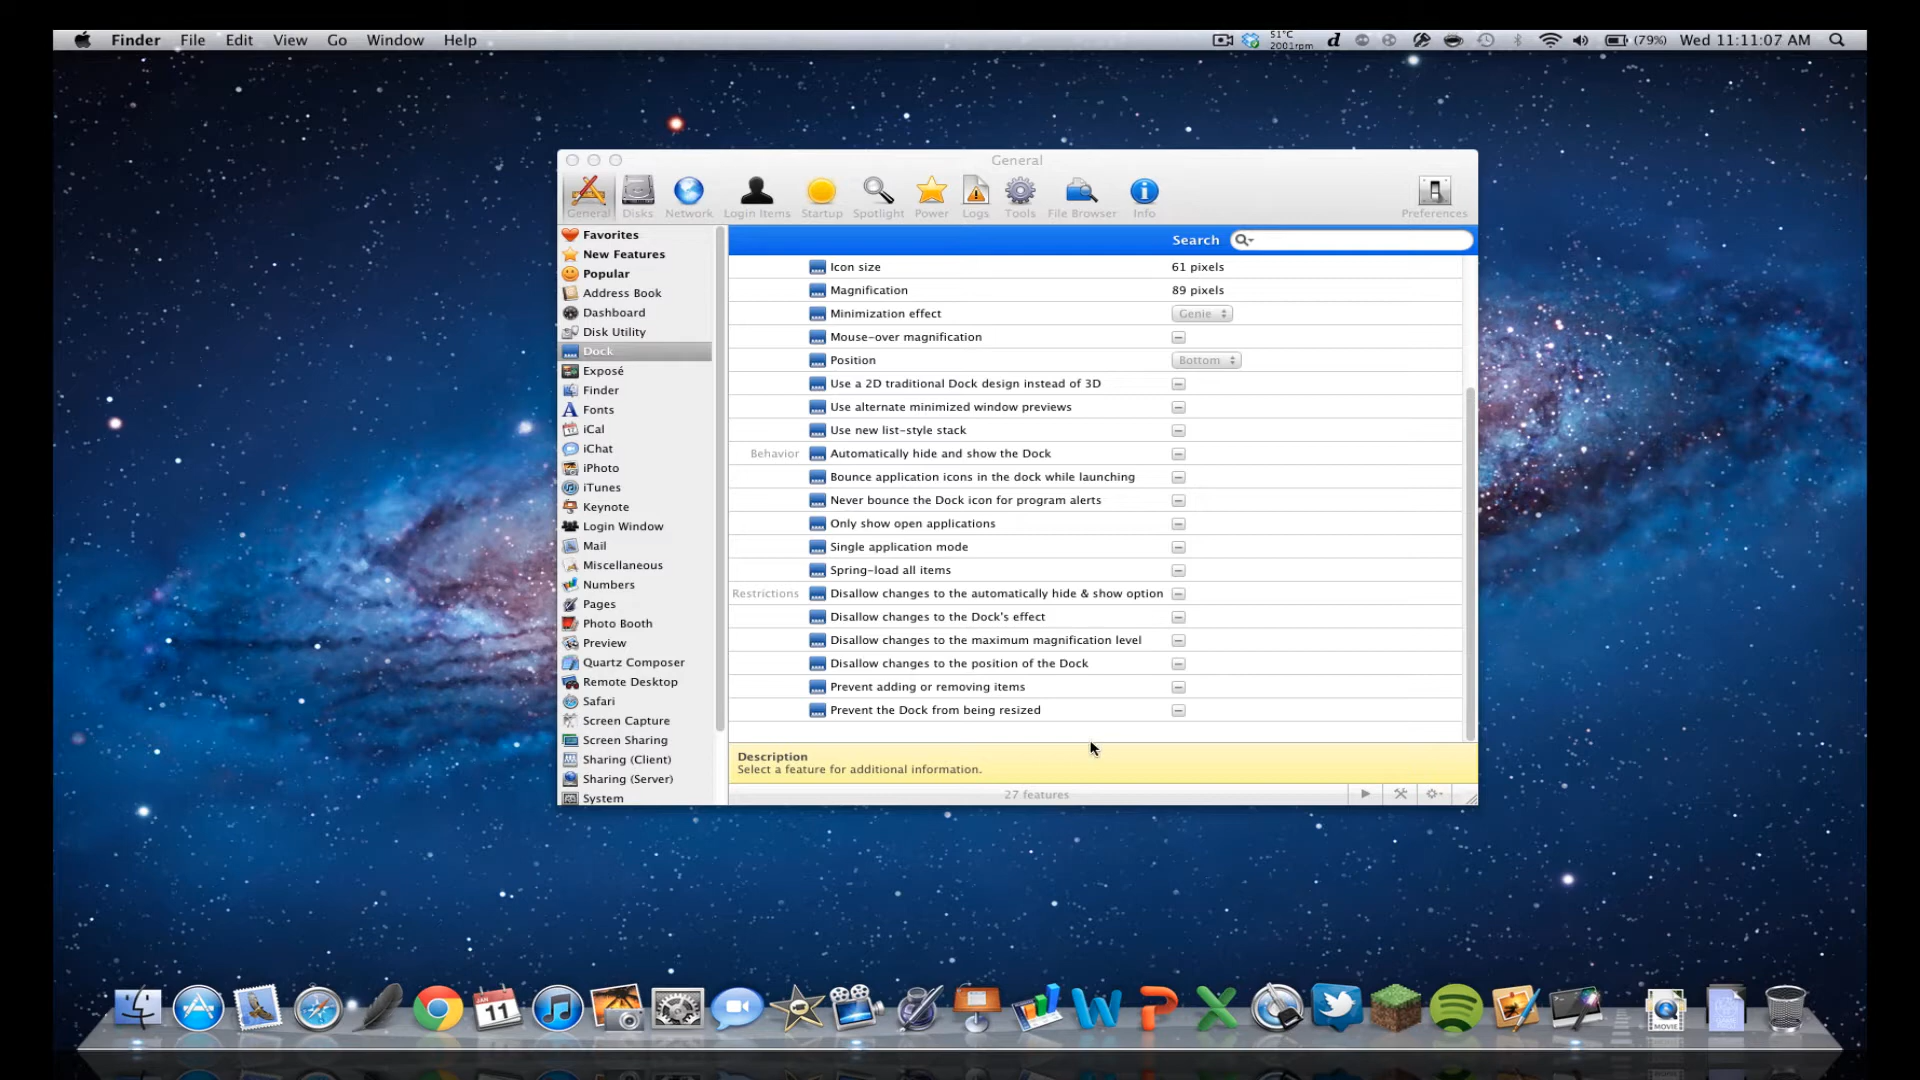 Finder File Edit View Go Window Help
51°C
2001rpm
d
(79%) Wed 11:11:07 AM
General
General Disks Network Login Items Startup Spotlight Power Logs Tools File Browser Info Preferences
Search
Favorites
New Features
Popular
Address Book
Dashboard
Disk Utility
Dock
Exposé
Finder
Fonts
iCal
iChat
iPhoto
iTunes
Keynote
Login Window
Mail
Miscellaneous
Numbers
Pages
Photo Booth
Preview
Quartz Composer
Remote Desktop
Safari
Screen Capture
Screen Sharing
Sharing (Client)
Sharing (Server)
System
Icon size 61 pixels
Magnification 89 pixels
Minimization effect Genie
Mouse-over magnification
Position Bottom
Use a 2D traditional Dock design instead of 3D
Use alternate minimized window previews
Use new list-style stack
Behavior Automatically hide and show the Dock
Bounce application icons in the dock while launching
Never bounce the Dock icon for program alerts
Only show open applications
Single application mode
Spring-load all items
Restrictions Disallow changes to the automatically hide & show option
Disallow changes to the Dock's effect
Disallow changes to the maximum magnification level
Disallow changes to the position of the Dock
Prevent adding or removing items
Prevent the Dock from being resized
Description
Select a feature for additional information.
27 features
JAN
11
MOVIE